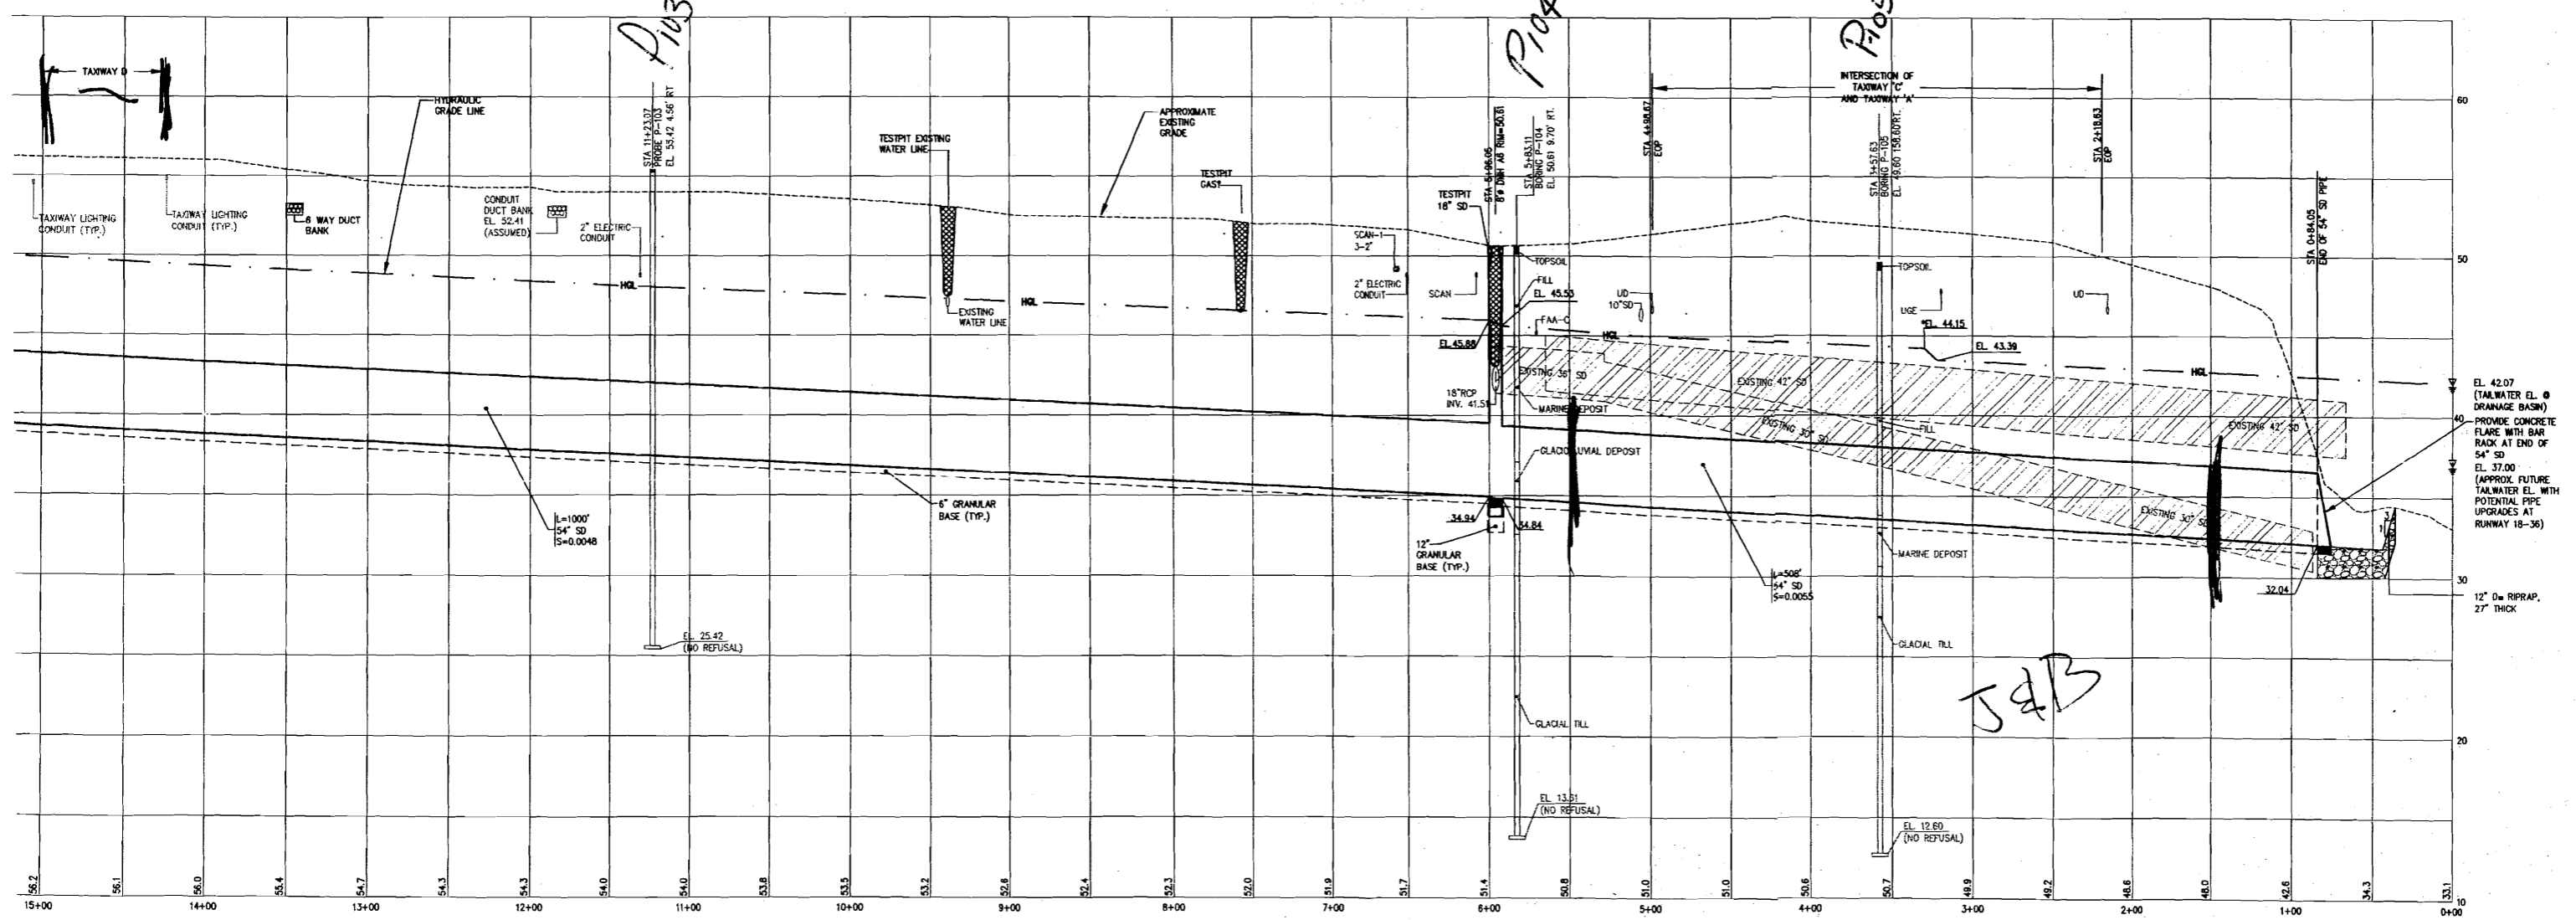 P103
P104
P105
TAXIWAY D
HYDRAULIC
GRADE LINE
STA 11+23.07
PROBE P-103
EL 53.42 4.56' RT
TESTPIT EXISTING
WATER LINE
APPROXIMATE
EXISTING
GRADE
TESTPIT
GAS
TESTPIT
18" SD
STA 5+96.05
8'ø DMH A8 RIM=50.61
STA 5+83.11
BORING P-104
EL. 50.61 9.70' RT.
STA 4+98.67
EOP
INTERSECTION OF
TAXIWAY 'C'
AND TAXIWAY 'A'
STA 3+57.63
BORING P-105
EL. 49.60 158.60'RT.
STA 2+18.63
EOP
STA 0+84.05
END OF 54" SD PIPE
60
TAXIWAY LIGHTING
CONDUIT (TYP.)
TAXIWAY LIGHTING
CONDUIT (TYP.)
6 WAY DUCT
BANK
CONDUIT
DUCT BANK
EL. 52.41
(ASSUMED)
2" ELECTRIC
CONDUIT
HGL
EXISTING
WATER LINE
HGL
SCAN-1
3-2"
2" ELECTRIC
CONDUIT
SCAN
TOPSOIL
FILL
EL. 45.53
FAA-C
EL.45.88
UD
10"SD
TOPSOIL
UGE
UD
50
HGL
*EL. 44.15
EL. 43.39
HGL
EXISTING 36" SD
EXISTING 42" SD
18"RCP
INV. 41.51
MARINE DEPOSIT
EXISTING 30" SD
FILL
EXISTING 42" SD
EL. 42.07
(TAILWATER EL. @
DRAINAGE BASIN)
40
PROVIDE CONCRETE
FLARE WITH BAR
RACK AT END OF
54" SD
EL. 37.00
(APPROX. FUTURE
TAILWATER EL. WITH
POTENTIAL PIPE
UPGRADES AT
RUNWAY 18-36)
GLACIOFLUVIAL DEPOSIT
L=1000'
54" SD
S=0.0048
6" GRANULAR
BASE (TYP.)
34.94
34.84
12"
GRANULAR
BASE (TYP.)
EXISTING 30" SD
3
1
MARINE DEPOSIT
L=508'
54" SD
S=0.0055
32.04
30
12" D₅₀ RIPRAP,
27" THICK
EL. 25.42
(NO REFUSAL)
GLACIAL TILL
J&B
GLACIAL TILL
20
EL. 13.51
(NO REFUSAL)
EL. 12.60
(NO REFUSAL)
56.2 56.1 56.0 55.4 54.7 54.3 54.3 54.0 54.0 53.8 53.5 53.2 52.6 52.4 52.3 52.0 51.9 51.7 51.4 50.8 51.0 51.0 50.6 50.7 49.9 49.2 48.6 48.0 42.6 34.3 33.1
10
15+00 14+00 13+00 12+00 11+00 10+00 9+00 8+00 7+00 6+00 5+00 4+00 3+00 2+00 1+00 0+00